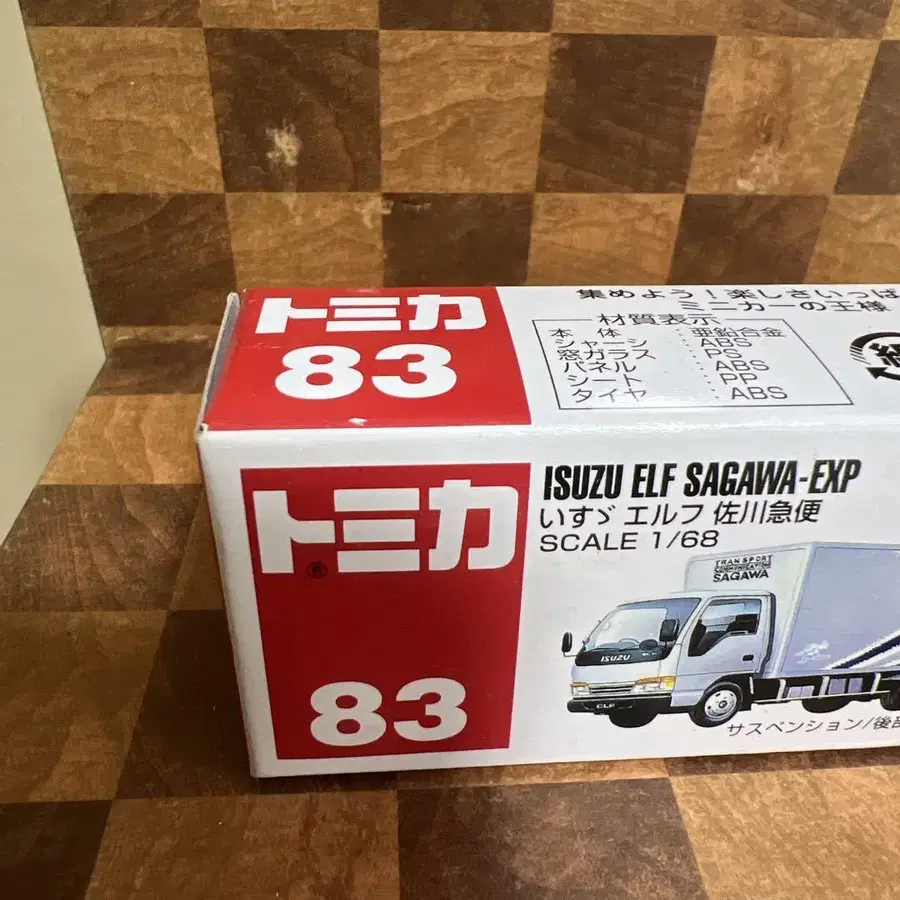 トミカ
83
集めよう！楽しさいっぱ
ミニカーの王様
材質表示
本体 : 亜鉛合金
シャーシ : ABS
窓ガラス : PS
パネル : ABS
シート : PP
タイヤ : ABS
トミカ
®
83
ISUZU ELF SAGAWA-EXP
いすゞ エルフ 佐川急便
SCALE 1/68
TRANSPORT
COMMUNICATION
SAGAWA
ISUZU
ELF
サスペンション/後部